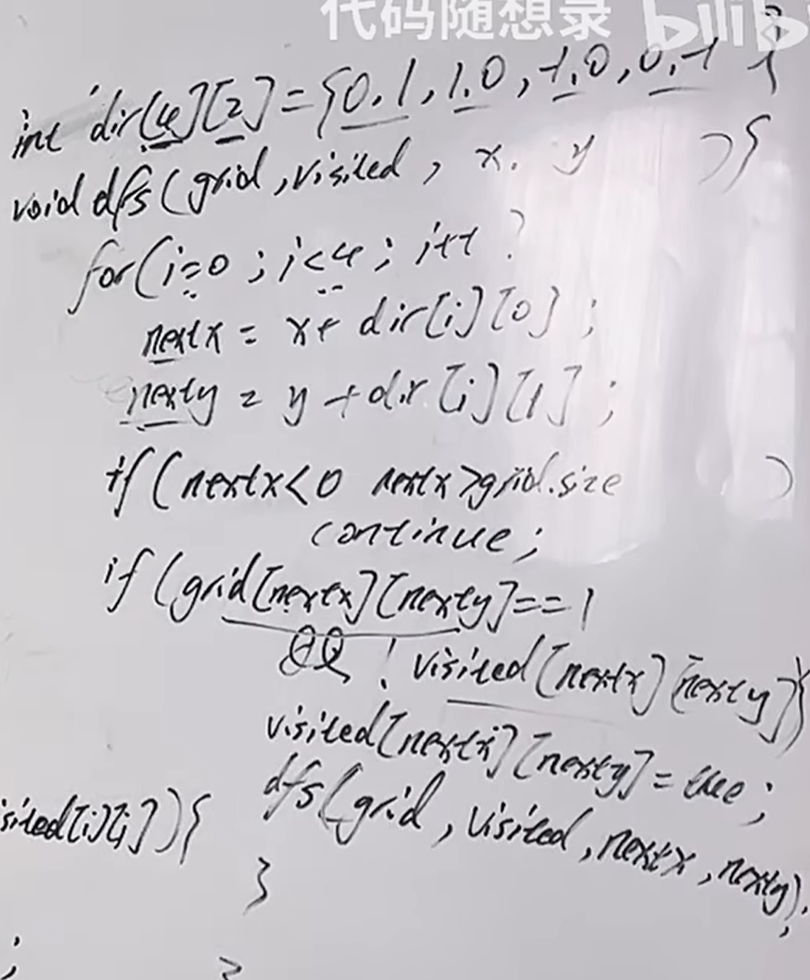 代码随想录 bilibi
int dir[4][2]={0,1,1,0,-1,0,0,-1}
void dfs(grid,visited, x, y ){
for(i=0;i<4;i++
nextx = x+ dir[i][0];
nexty = y+dir[i][1];
if(nextx<0 nextx>grid.size )
continue;
if(grid[nextx][nexty]==1
&& !visited[nextx][nexty]){
visited[nextx][nexty]=true;
dfs(grid,visited,nextx,nexty);
sited[i][j]){
}
;